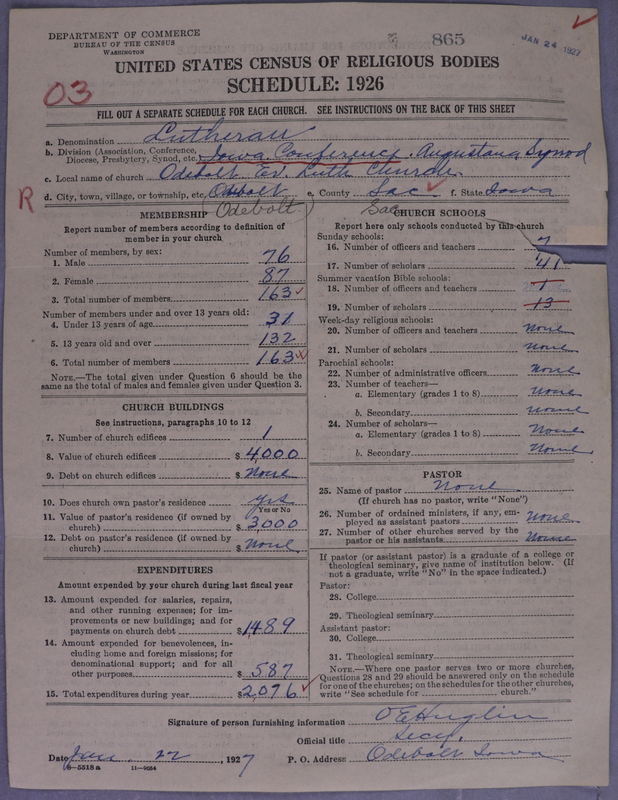 DEPARTMENT OF COMMERCE
BUREAU OF THE CENSUS
WASHINGTON
865
JAN 24 1927
UNITED STATES CENSUS OF RELIGIOUS BODIES
SCHEDULE: 1926
03
FILL OUT A SEPARATE SCHEDULE FOR EACH CHURCH. SEE INSTRUCTIONS ON THE BACK OF THIS SHEET
a. Denomination Lutheran
b. Division (Association, Conference, Diocese, Presbytery, Synod, etc.) Iowa Conference, Augustana Synod
c. Local name of church Odebolt Ev. Luth Church
R
d. City, town, village, or township, etc. Odebolt e. County Sac f. State Iowa
(Odebolt) Sac
MEMBERSHIP
Report number of members according to definition of member in your church
Number of members, by sex:
1. Male 76
2. Female 87
3. Total number of members 163
Number of members under and over 13 years old:
4. Under 13 years of age 31
5. 13 years old and over 132
6. Total number of members 163
NOTE.—The total given under Question 6 should be the same as the total of males and females given under Question 3.
CHURCH BUILDINGS
See instructions, paragraphs 10 to 12
7. Number of church edifices 1
8. Value of church edifices $ 4,000
9. Debt on church edifices $ None
10. Does church own pastor's residence Yes
Yes or No
11. Value of pastor's residence (if owned by church) $ 3,000
12. Debt on pastor's residence (if owned by church) $ None
EXPENDITURES
Amount expended by your church during last fiscal year
13. Amount expended for salaries, repairs, and other running expenses; for improvements or new buildings; and for payments on church debt $ 1489
14. Amount expended for benevolences, including home and foreign missions; for denominational support; and for all other purposes $ 587
15. Total expenditures during year $ 2,076
CHURCH SCHOOLS
Report here only schools conducted by this church
Sunday schools:
16. Number of officers and teachers 7
17. Number of scholars 41
Summer vacation Bible schools:
18. Number of officers and teachers 1
19. Number of scholars 13
Week-day religious schools:
20. Number of officers and teachers None
21. Number of scholars None
Parochial schools:
22. Number of administrative officers None
23. Number of teachers—
a. Elementary (grades 1 to 8) None
b. Secondary None
24. Number of scholars—
a. Elementary (grades 1 to 8) None
b. Secondary None
PASTOR
25. Name of pastor None
(If church has no pastor, write "None")
26. Number of ordained ministers, if any, employed as assistant pastors None
27. Number of other churches served by the pastor or his assistants None
If pastor (or assistant pastor) is a graduate of a college or theological seminary, give name of institution below. (If not a graduate, write "No" in the space indicated.)
Pastor:
28. College
29. Theological seminary
Assistant pastor:
30. College
31. Theological seminary
NOTE.—Where one pastor serves two or more churches, Questions 28 and 29 should be answered only on the schedule for one of the churches; on the schedules for the other churches, write "See schedule for church."
Signature of person furnishing information O E Huglin
Official title Secy.
Date Jan. 22, 1927 P. O. Address Odebolt Iowa
6—5518a 11—9554